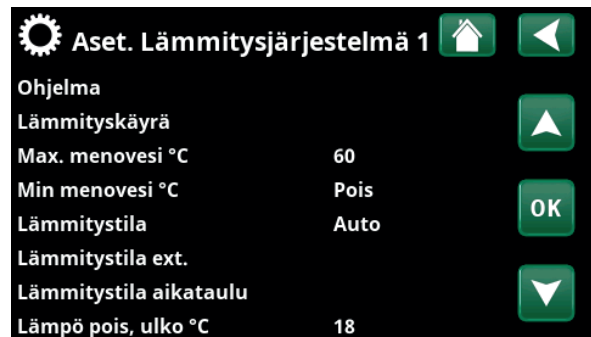 Aset. Lämmitysjärjestelmä 1
Ohjelma
Lämmityskäyrä
Max. menovesi °C 60
Min menovesi °C Pois
Lämmitystila Auto
OK
Lämmitystila ext.
Lämmitystila aikataulu
Lämpö pois, ulko °C 18